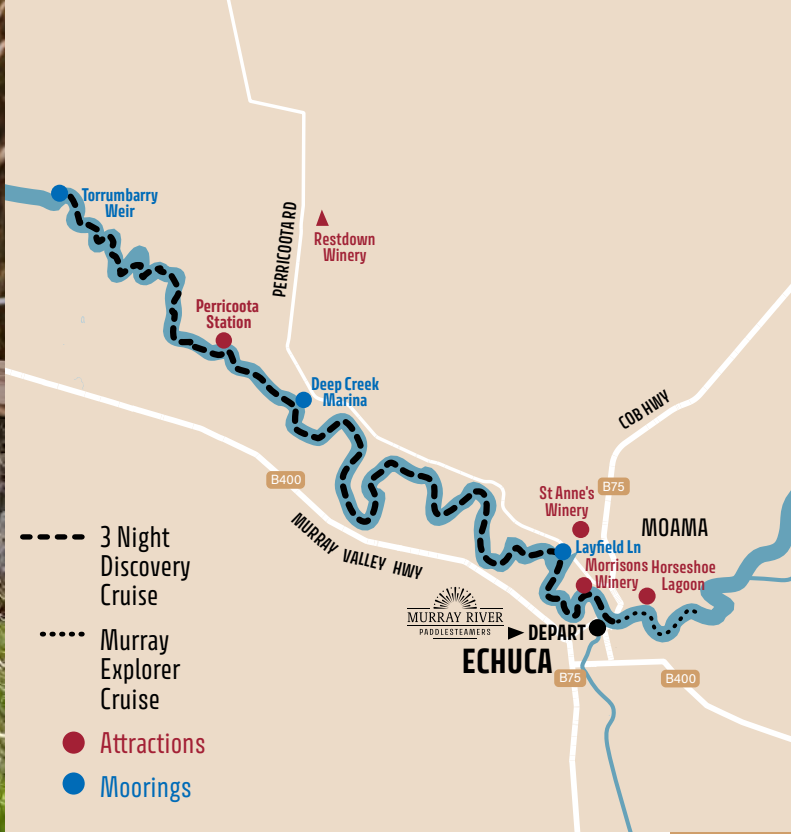 Torrumbarry
Weir
PERRICOOTA RD
Restdown
Winery
Perricoota
Station
Deep Creek
Marina
COB HWY
B400
B75
St Anne's
Winery
MOAMA
MURRAY VALLEY HWY
Layfield Ln
Morrisons
Winery
Horseshoe
Lagoon
MURRAY RIVER
PADDLESTEAMERS
DEPART
ECHUCA
B75
B400
3 Night
Discovery
Cruise
Murray
Explorer
Cruise
Attractions
Moorings